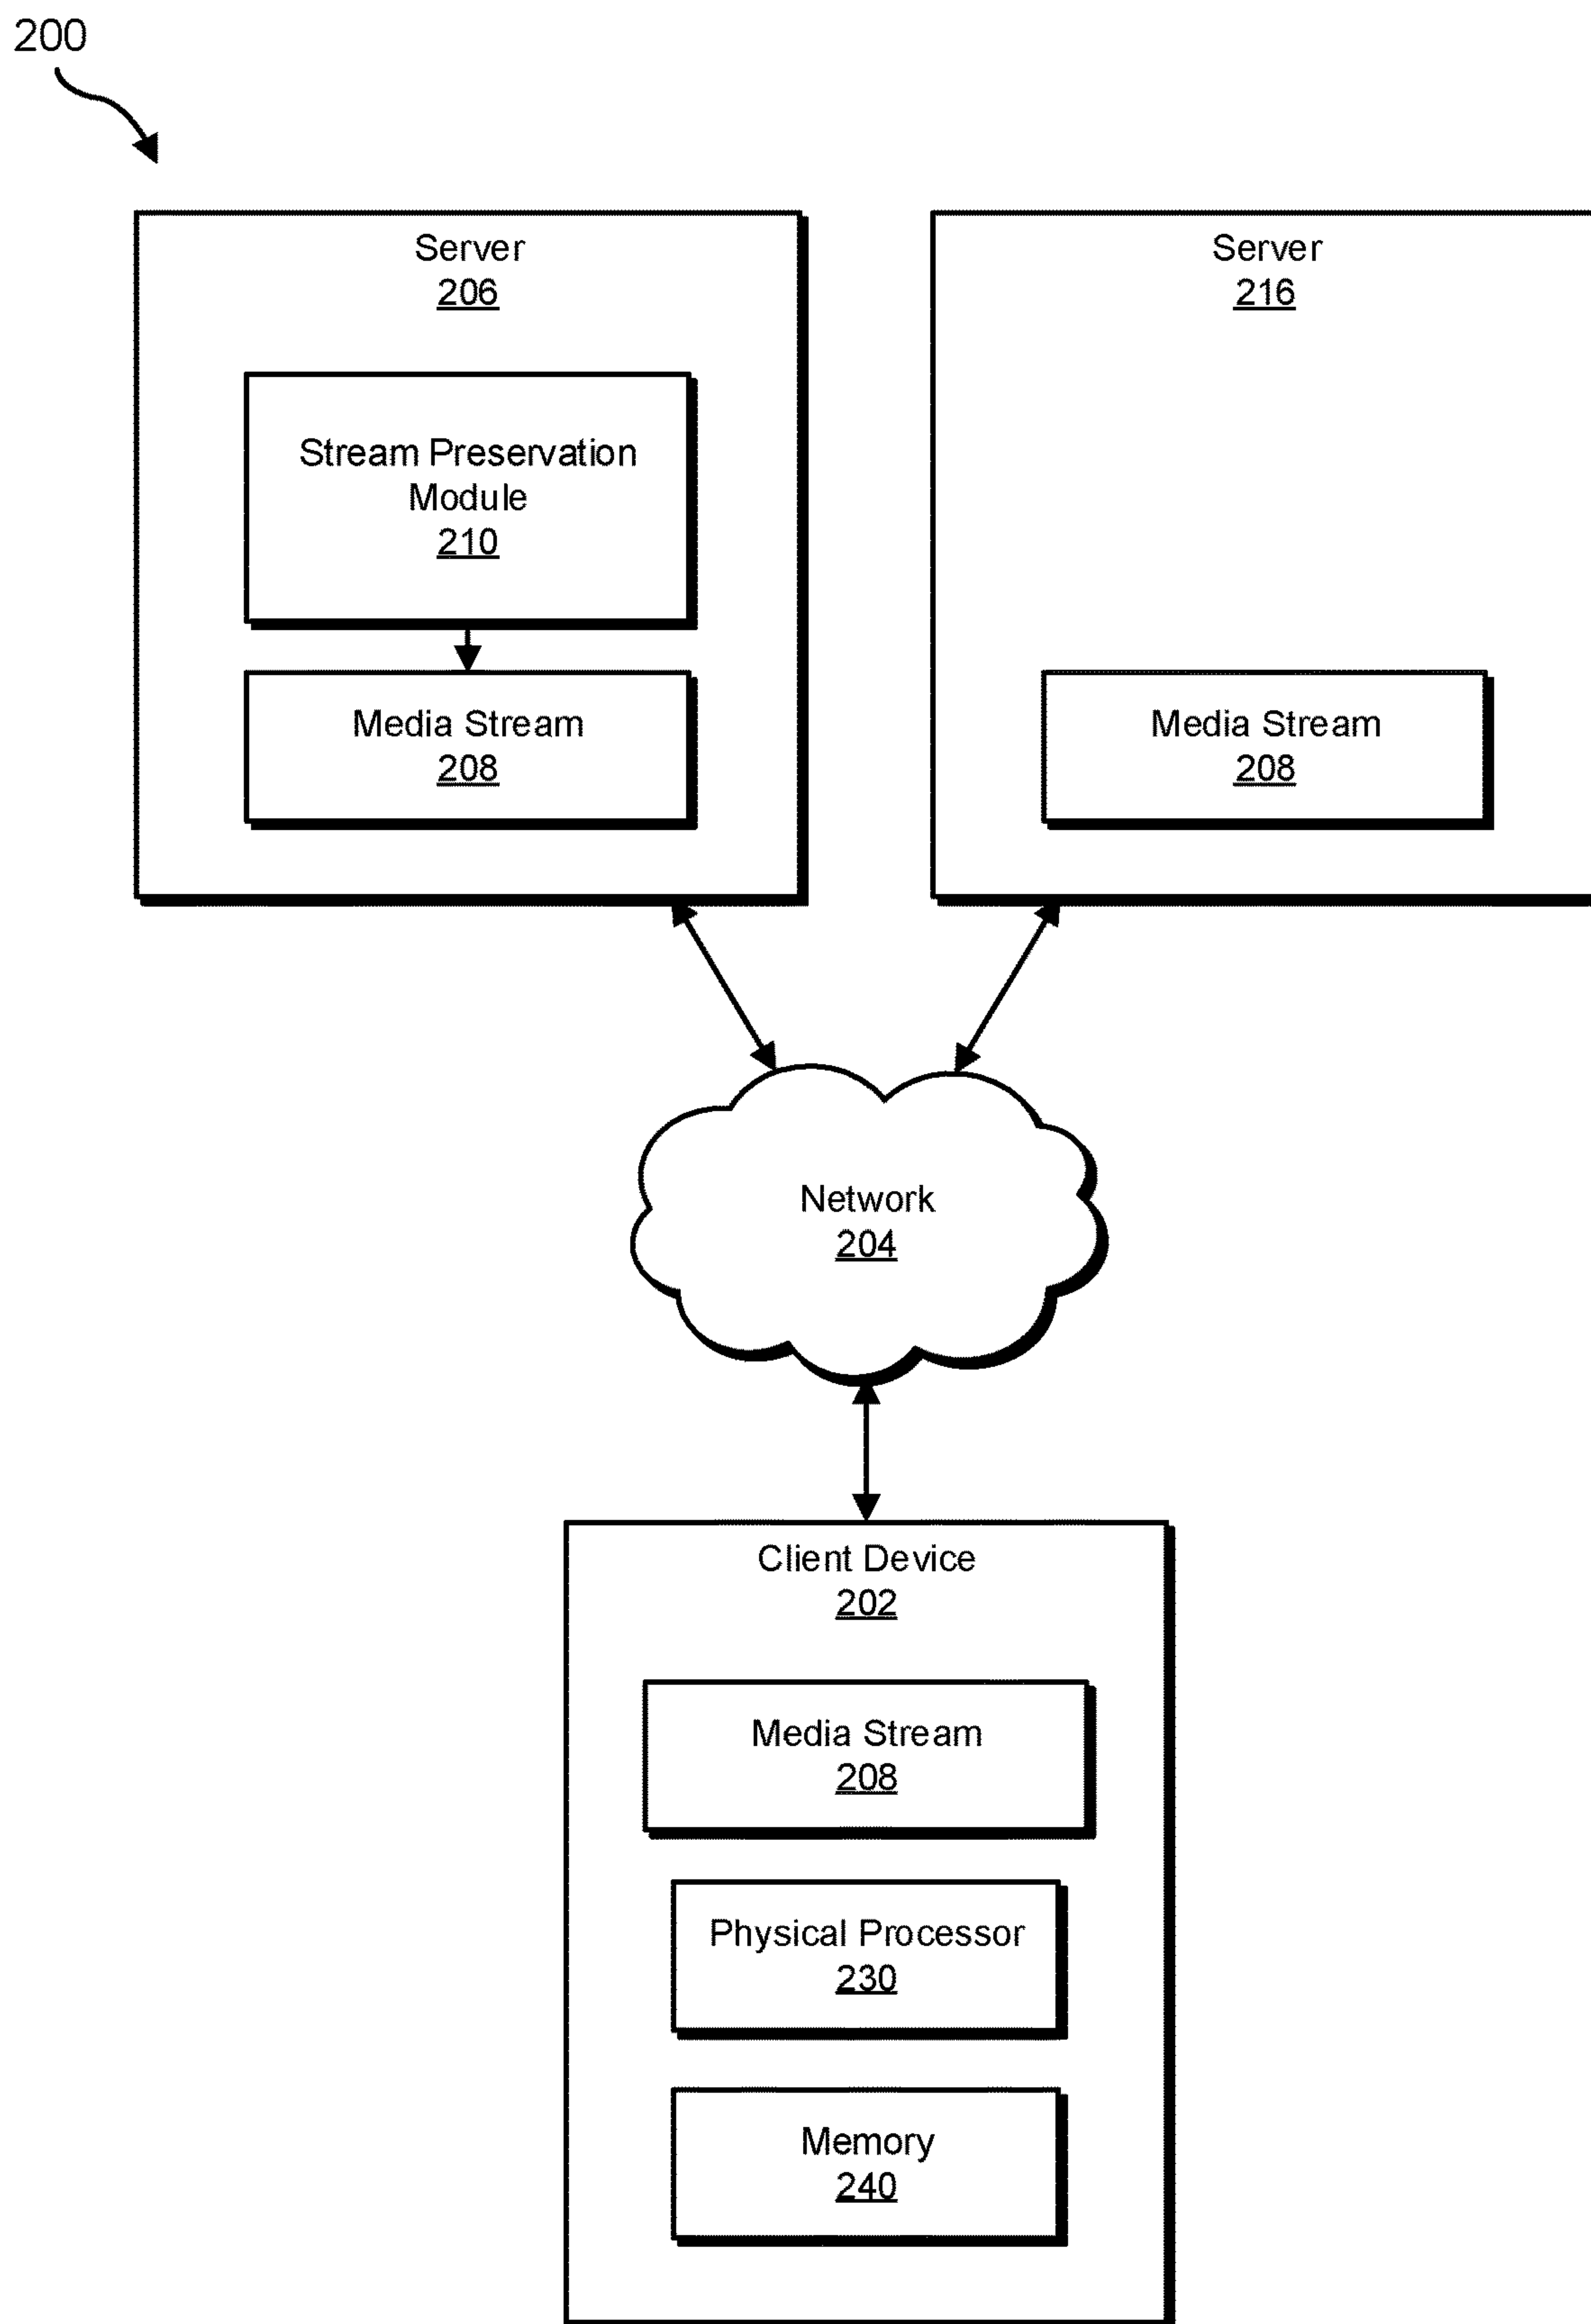 200
Server
206
Stream Preservation
Module
210
Media Stream
208
Server
216
Media Stream
208
Network
204
Client Device
202
Media Stream
208
Physical Processor
230
Memory
240